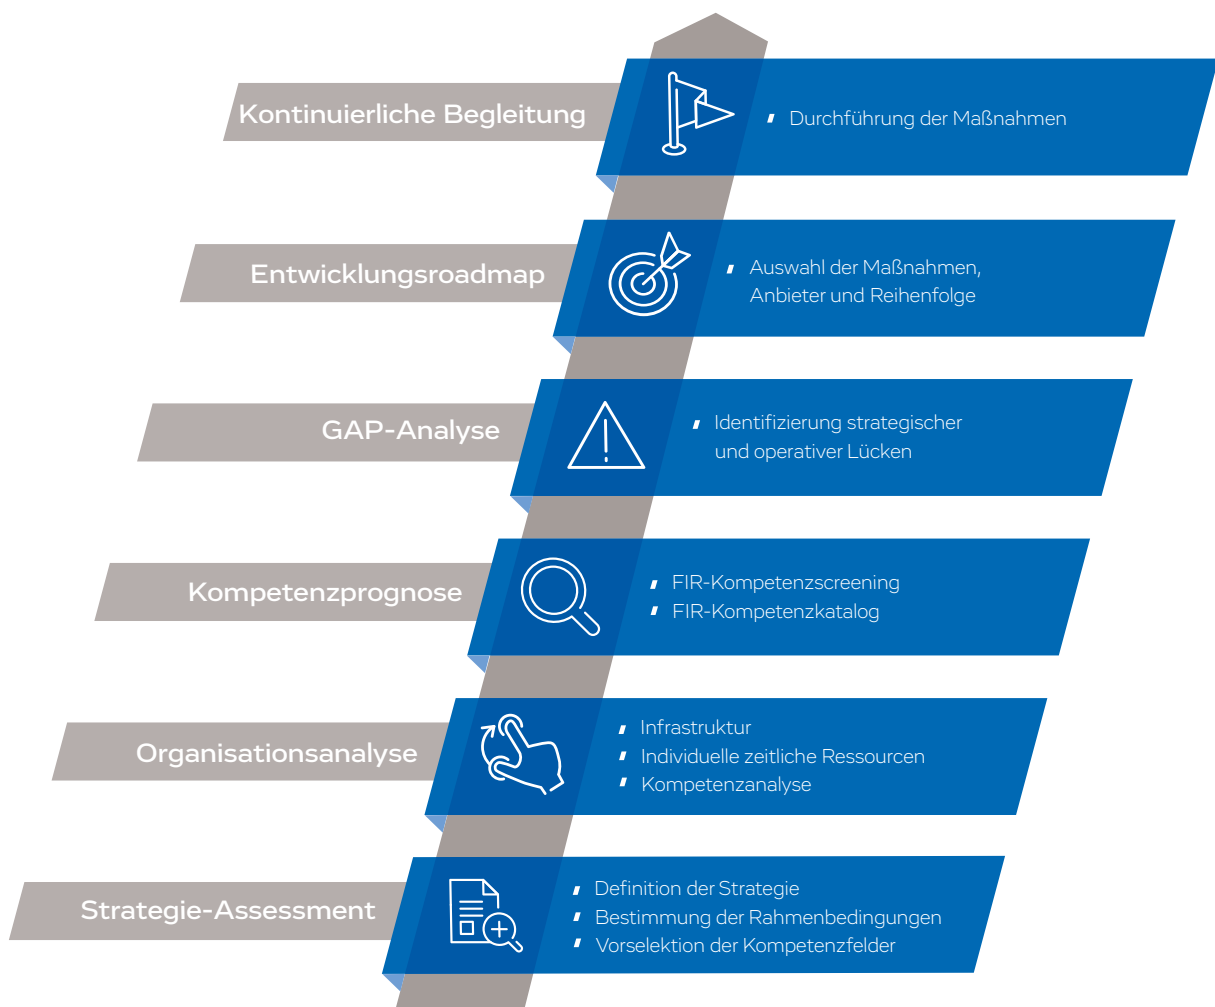 Kontinuierliche Begleitung
Durchführung der Maßnahmen
Entwicklungsroadmap
Auswahl der Maßnahmen,
Anbieter und Reihenfolge
GAP-Analyse
Identifizierung strategischer
und operativer Lücken
Kompetenzprognose
FIR-Kompetenzscreening
FIR-Kompetenzkatalog
Organisationsanalyse
Infrastruktur
Individuelle zeitliche Ressourcen
Kompetenzanalyse
Strategie-Assessment
Definition der Strategie
Bestimmung der Rahmenbedingungen
Vorselektion der Kompetenzfelder